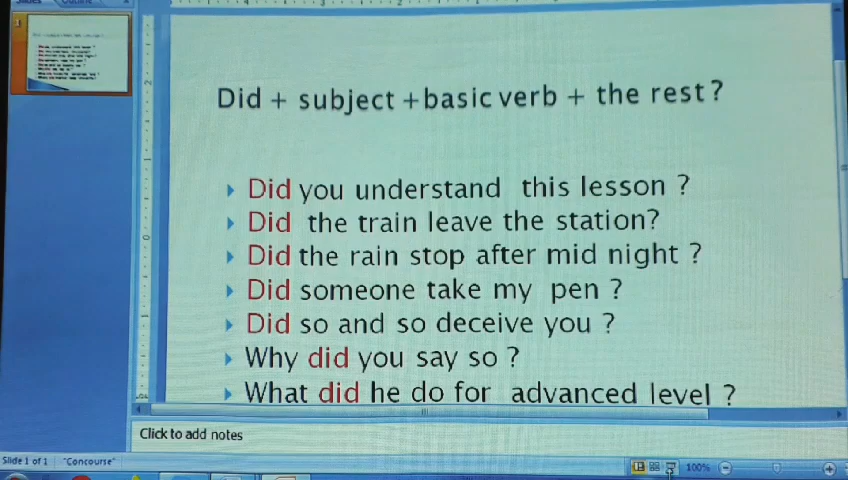 Slides
Outline
Did + subject +basic verb + the rest?
Did you understand this lesson ?
Did the train leave the station?
Did the rain stop after mid night ?
Did someone take my pen ?
Did so and so deceive you ?
Why did you say so ?
What did he do for advanced level ?
Click to add notes
Slide 1 of 1
"Concourse"
100%